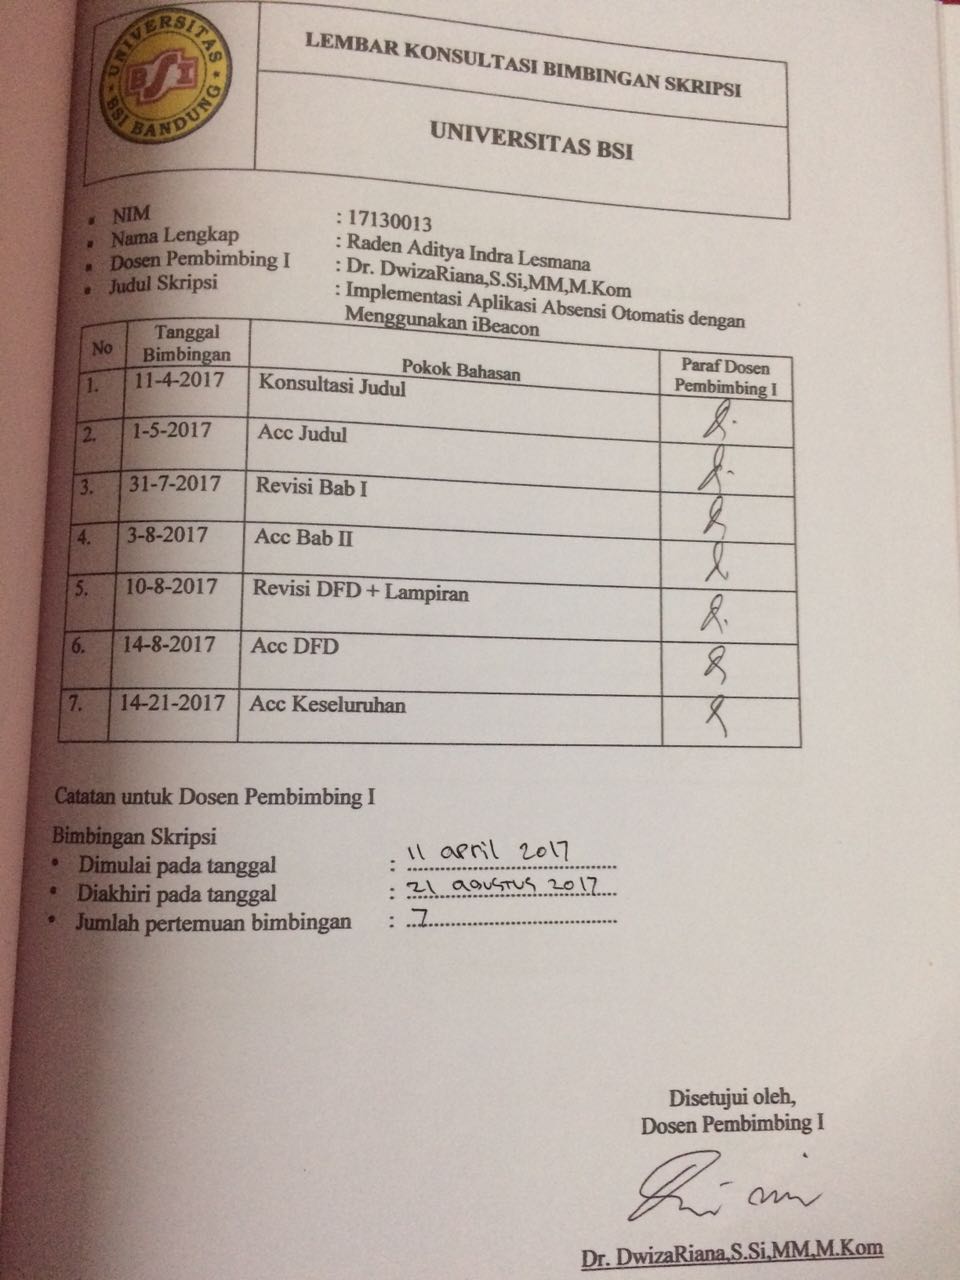 UNIVERSITAS
BSI
BSI BANDUNG
LEMBAR KONSULTASI BIMBINGAN SKRIPSI
UNIVERSITAS BSI
NIM : 17130013
Nama Lengkap : Raden Aditya Indra Lesmana
Dosen Pembimbing I : Dr. DwizaRiana,S.Si,MM,M.Kom
Judul Skripsi : Implementasi Aplikasi Absensi Otomatis dengan
Menggunakan iBeacon
No Tanggal Bimbingan Pokok Bahasan Paraf Dosen Pembimbing I
1. 11-4-2017 Konsultasi Judul
2. 1-5-2017 Acc Judul
3. 31-7-2017 Revisi Bab I
4. 3-8-2017 Acc Bab II
5. 10-8-2017 Revisi DFD + Lampiran
6. 14-8-2017 Acc DFD
7. 14-21-2017 Acc Keseluruhan
Catatan untuk Dosen Pembimbing I
Bimbingan Skripsi
• Dimulai pada tanggal : 11 april 2017
• Diakhiri pada tanggal : 21 agustus 2017
• Jumlah pertemuan bimbingan : 7
Disetujui oleh,
Dosen Pembimbing I
Dr. DwizaRiana,S.Si,MM,M.Kom